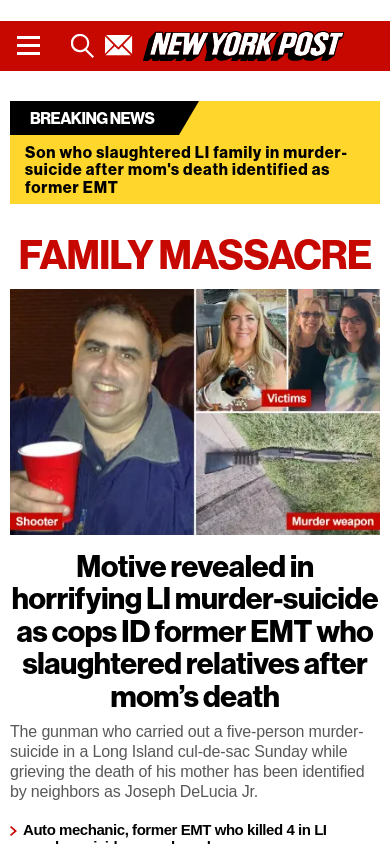 NEW YORK POST
BREAKING NEWS
Son who slaughtered LI family in murder-
suicide after mom's death identified as
former EMT
FAMILY MASSACRE
Victims
Shooter
Murder weapon
Motive revealed in
horrifying LI murder-suicide
as cops ID former EMT who
slaughtered relatives after
mom’s death
The gunman who carried out a five-person murder-
suicide in a Long Island cul-de-sac Sunday while
grieving the death of his mother has been identified
by neighbors as Joseph DeLucia Jr.
Auto mechanic, former EMT who killed 4 in LI